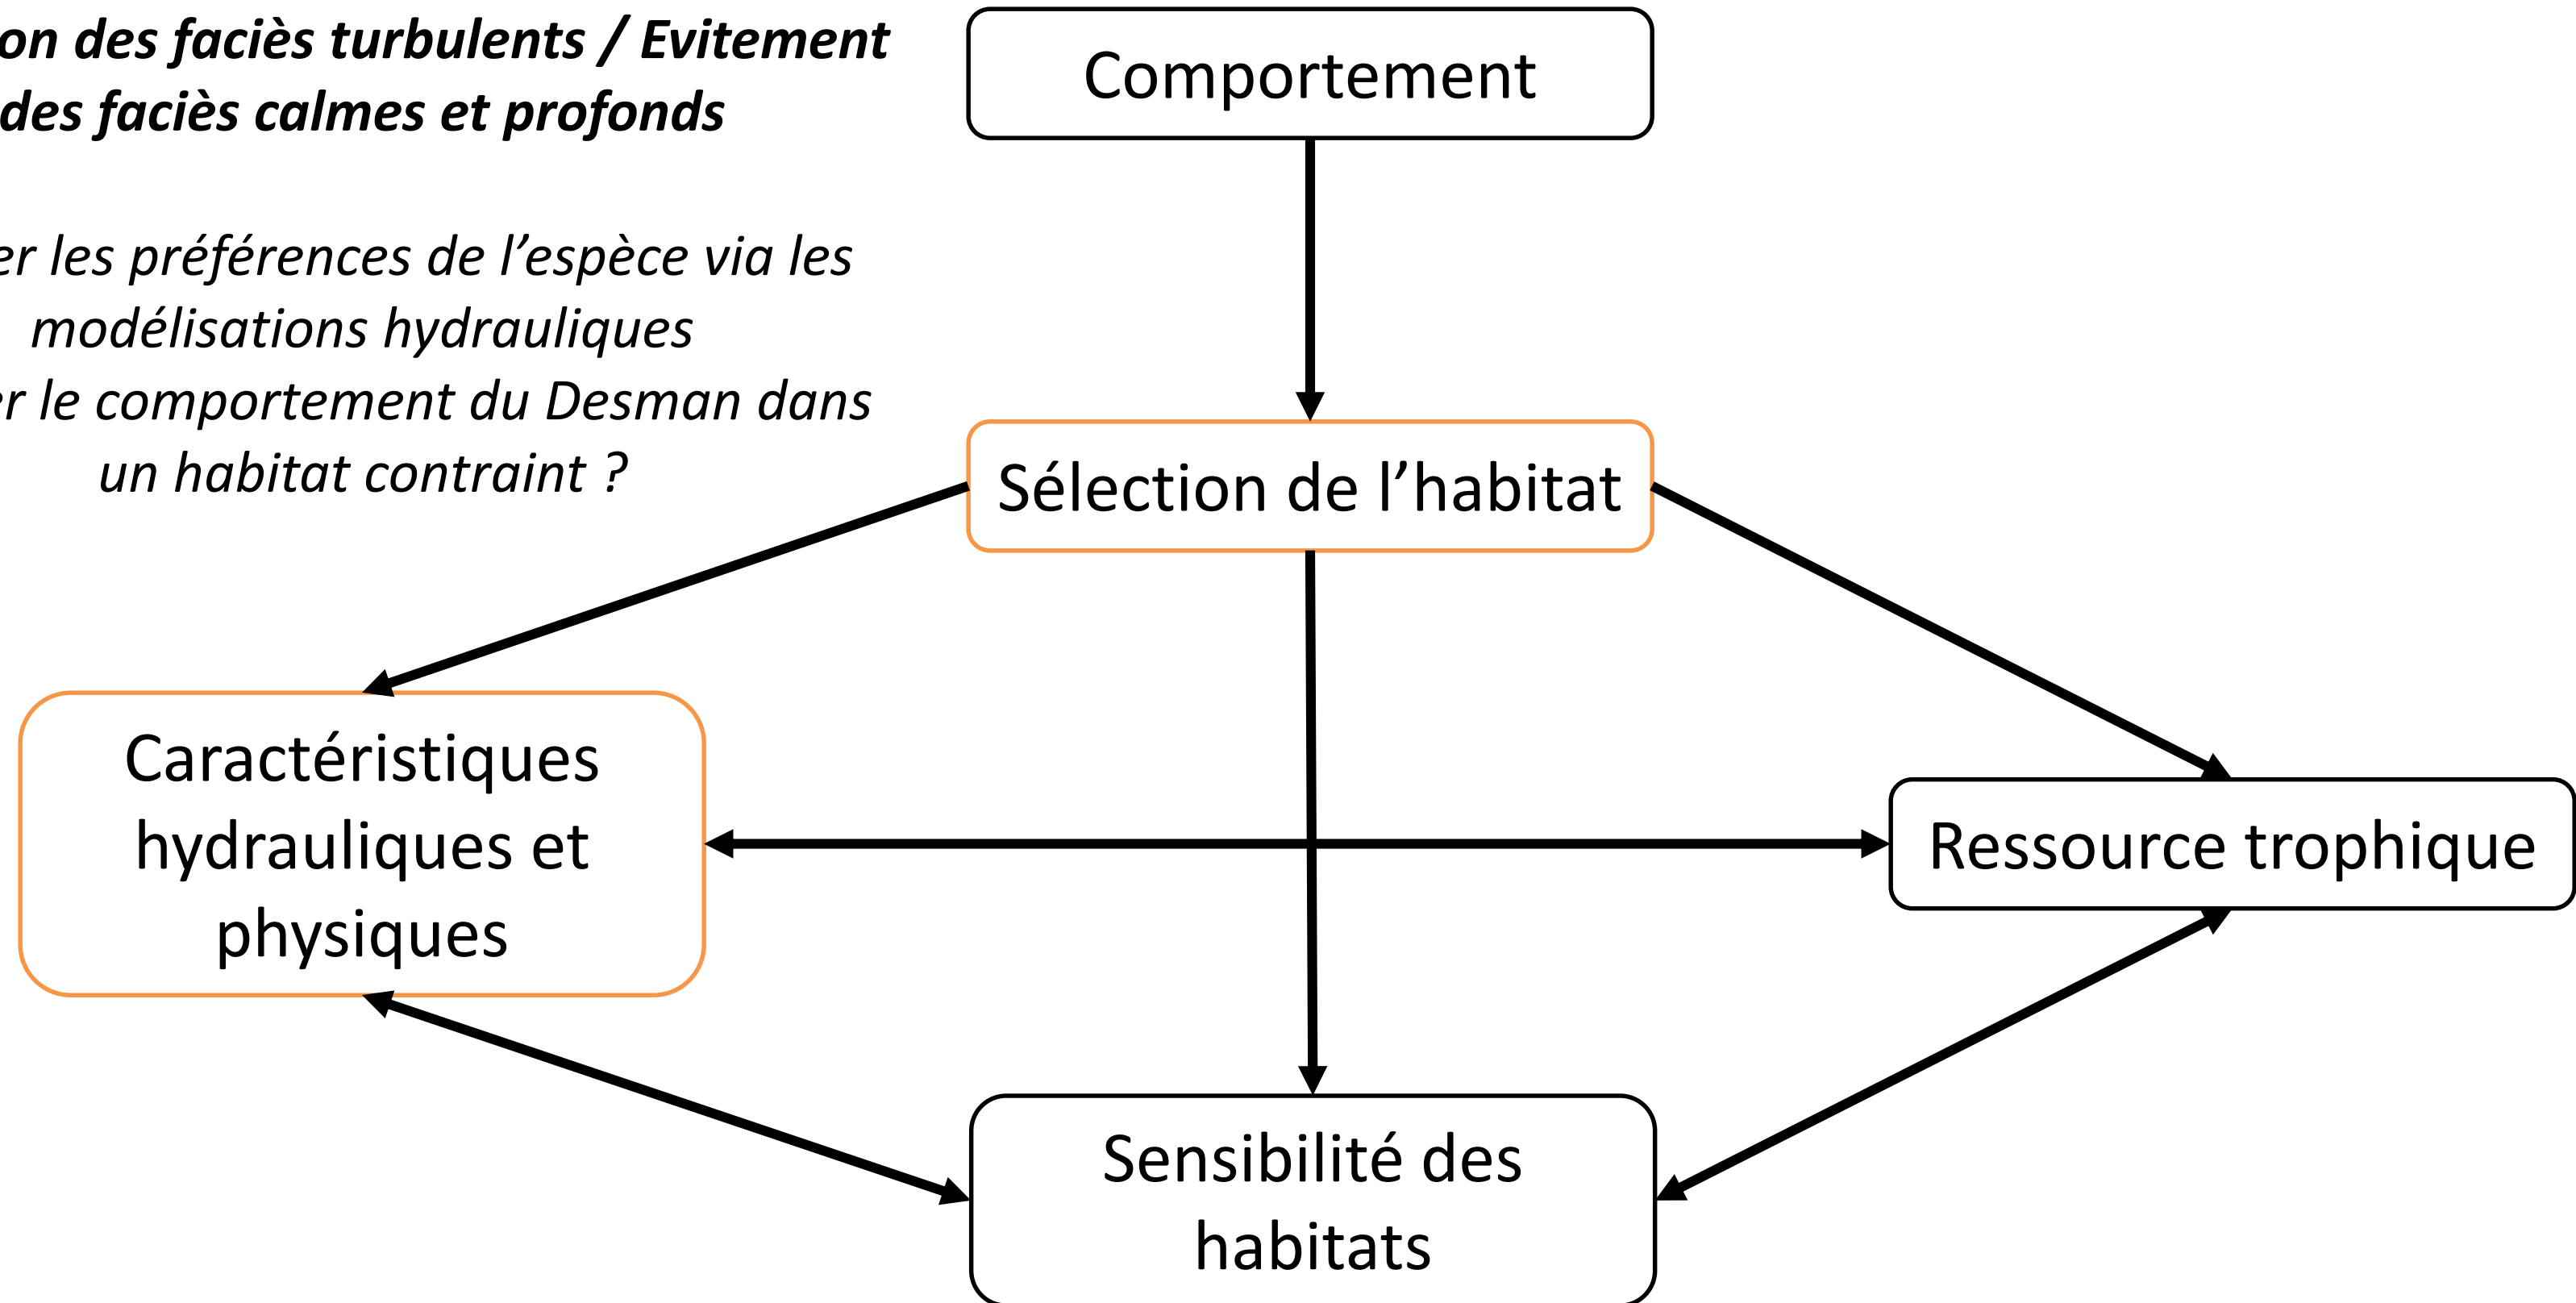 on des faciès turbulents / Evitement
des faciès calmes et profonds
er les préférences de l’espèce via les
modélisations hydrauliques
er le comportement du Desman dans
un habitat contraint ?
Comportement
Sélection de l’habitat
Caractéristiques
hydrauliques et
physiques
Ressource trophique
Sensibilité des
habitats